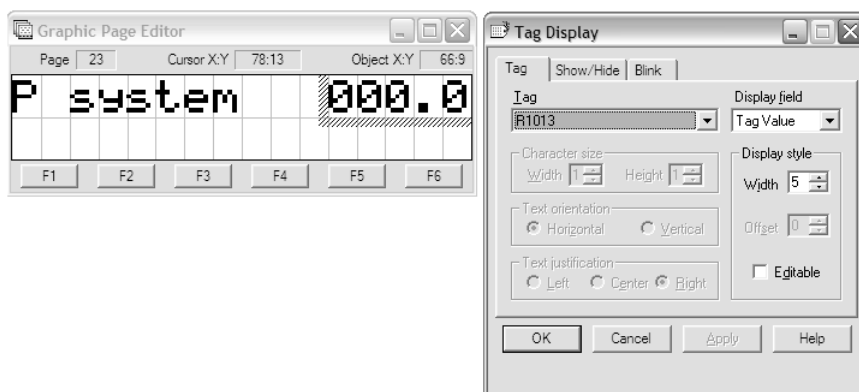 Graphic Page Editor
Page 23 Cursor X:Y 78:13 Object X:Y 66:9
P system 000.0
F1 F2 F3 F4 F5 F6
Tag Display
Tag Show/Hide Blink
Tag Display field
R1013 Tag Value
Character size Display style
Width 1 Height 1 Width 5
Text orientation
Horizontal Vertical Offset 0
Text justification
Left Center Right Editable
OK Cancel Apply Help